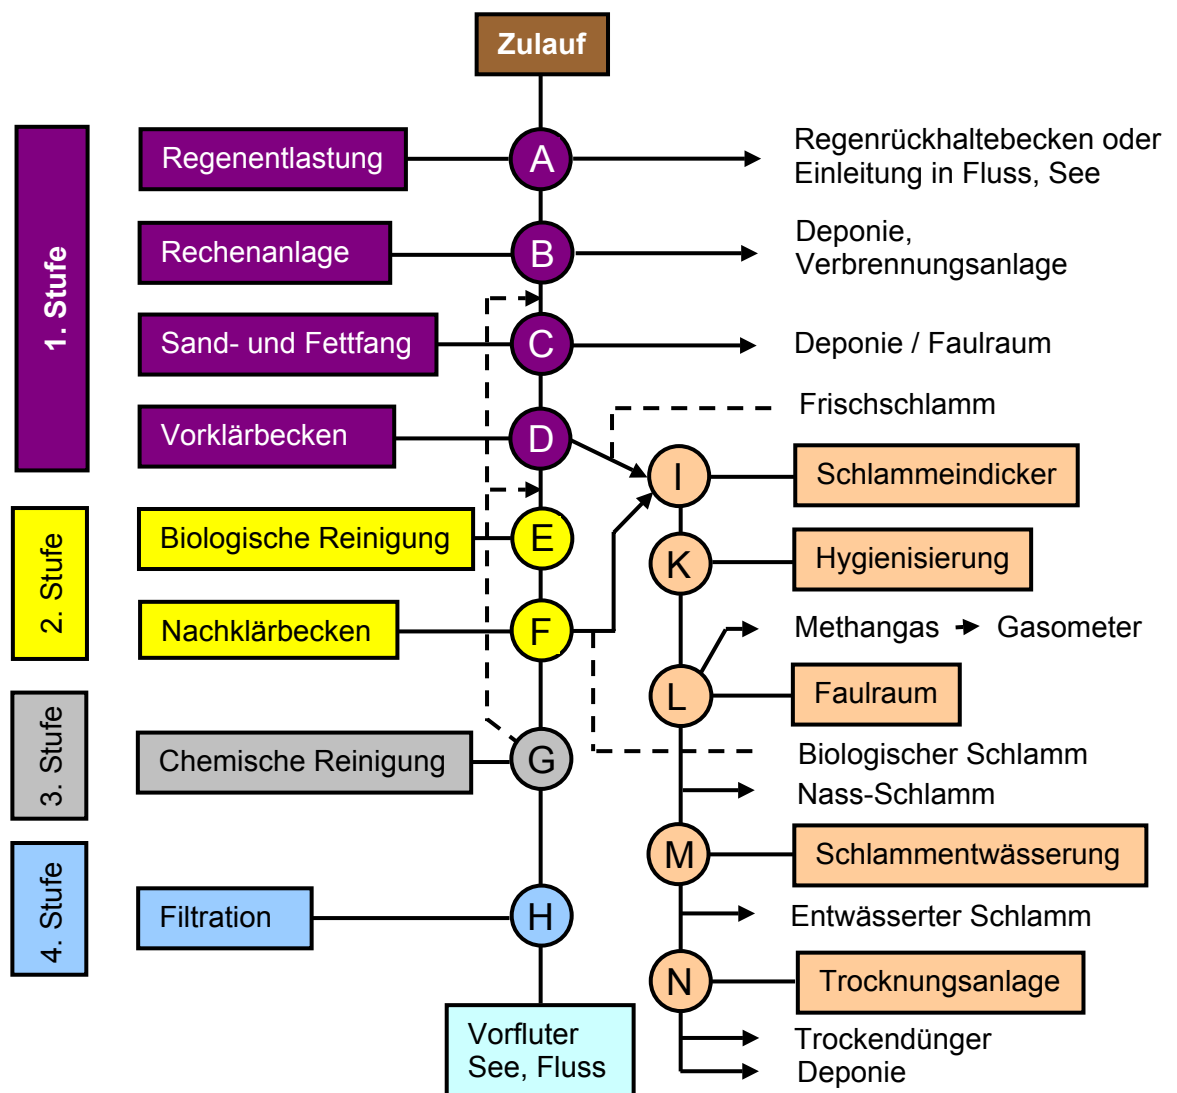 Zulauf
1. Stufe
Regenentlastung
A
Regenrückhaltebecken oder
Einleitung in Fluss, See
Rechenanlage
B
Deponie,
Verbrennungsanlage
Sand- und Fettfang
C
Deponie / Faulraum
Frischschlamm
Vorklärbecken
D
I
Schlammeindicker
2. Stufe
Biologische Reinigung
E
K
Hygienisierung
Nachklärbecken
F
Methangas
Gasometer
L
Faulraum
3. Stufe
Chemische Reinigung
G
Biologischer Schlamm
Nass-Schlamm
M
Schlammentwässerung
4. Stufe
Filtration
H
Entwässerter Schlamm
N
Trocknungsanlage
Vorfluter
See, Fluss
Trockendünger
Deponie